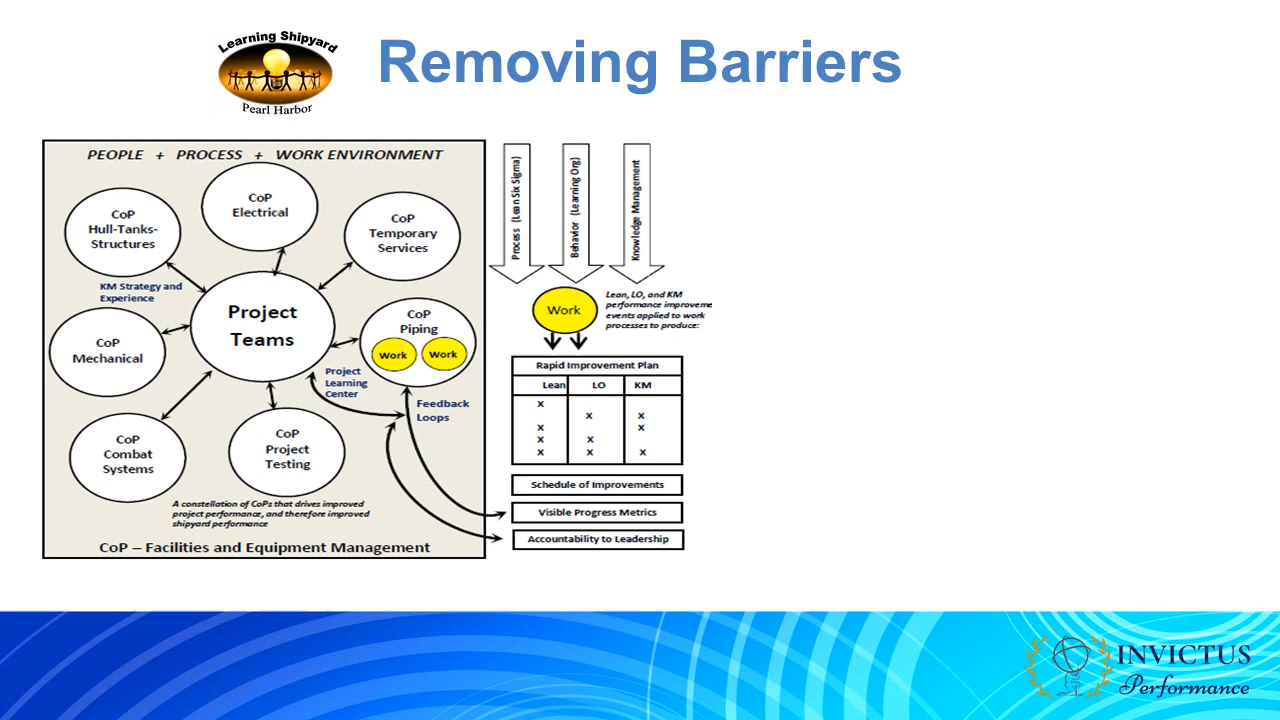 Learning Shipyard
Pearl Harbor
Removing Barriers
PEOPLE + PROCESS + WORK ENVIRONMENT
CoP
Electrical
CoP
Hull-Tanks-
Structures
CoP
Temporary
Services
KM Strategy and
Experience
Project
Teams
CoP
Piping
Work
Work
CoP
Mechanical
Project
Learning
Center
Feedback
Loops
CoP
Combat
Systems
CoP
Project
Testing
A constellation of CoPs that drives improved
project performance, and therefore improved
shipyard performance
CoP – Facilities and Equipment Management
Process (Lean Six Sigma)
Behavior (Learning Org)
Knowledge Management
Work
Lean, LO, and KM
performance improveme
events applied to work
processes to produce:
Rapid Improvement Plan
Lean LO KM
x
x x
x x
x x
x x x
Schedule of Improvements
Visible Progress Metrics
Accountability to Leadership
INVICTUS
Performance